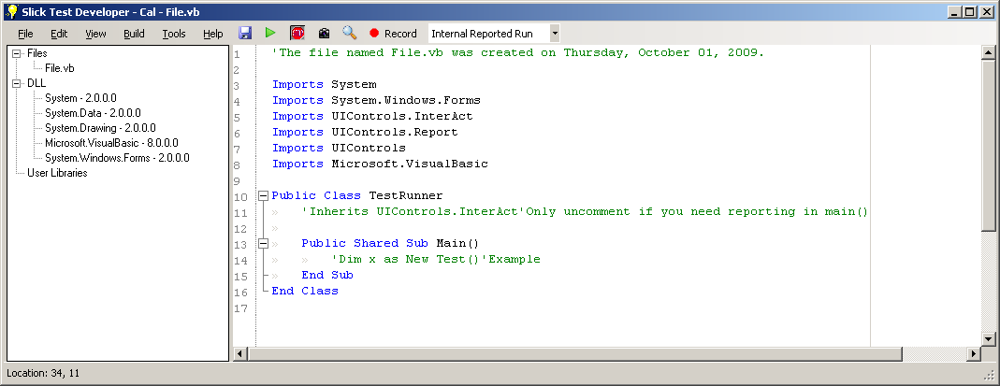 Slick Test Developer - Cal - File.vb
File Edit View Build Tools Help Record Internal Reported Run
Files
File.vb
DLL
System - 2.0.0.0
System.Data - 2.0.0.0
System.Drawing - 2.0.0.0
Microsoft.VisualBasic - 8.0.0.0
System.Windows.Forms - 2.0.0.0
User Libraries
1 'The file named File.vb was created on Thursday, October 01, 2009.
2
3 Imports System
4 Imports System.Windows.Forms
5 Imports UIControls.InterAct
6 Imports UIControls.Report
7 Imports UIControls
8 Imports Microsoft.VisualBasic
9
10 Public Class TestRunner
11 » 'Inherits UIControls.InterAct'Only uncomment if you need reporting in main()
12 »
13 » Public Shared Sub Main()
14 » » 'Dim x as New Test()'Example
15 » End Sub
16 End Class
17
Location: 34, 11